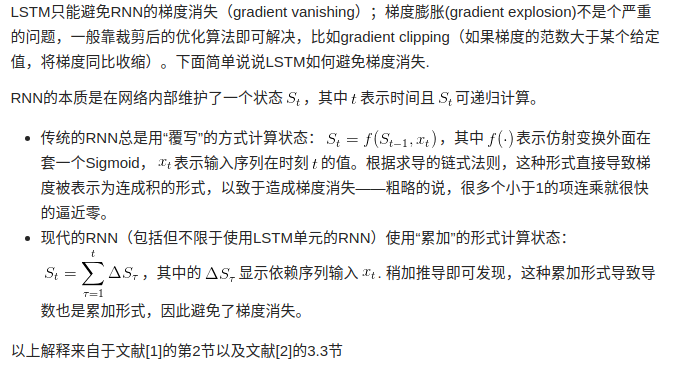 LSTM只能避免RNN的梯度消失（gradient vanishing）；梯度膨胀(gradient explosion)不是个严重
的问题，一般靠裁剪后的优化算法即可解决，比如gradient clipping（如果梯度的范数大于某个给定
值，将梯度同比收缩）。下面简单说说LSTM如何避免梯度消失.
RNN的本质是在网络内部维护了一个状态 S_t ，其中 t 表示时间且 S_t 可递归计算。
• 传统的RNN总是用“覆写”的方式计算状态： S_t = f(S_{t-1}, x_t) ，其中 f(·) 表示仿射变换外面在
套一个Sigmoid， x_t 表示输入序列在时刻 t 的值。根据求导的链式法则，这种形式直接导致梯
度被表示为连成积的形式，以致于造成梯度消失——粗略的说，很多个小于1的项连乘就很快
的逼近零。
• 现代的RNN（包括但不限于使用LSTM单元的RNN）使用“累加”的形式计算状态：
S_t = \sum_{τ=1}^{t} ΔS_τ ，其中的 ΔS_τ 显示依赖序列输入 x_t . 稍加推导即可发现，这种累加形式导致导
数也是累加形式，因此避免了梯度消失。
以上解释来自于文献[1]的第2节以及文献[2]的3.3节